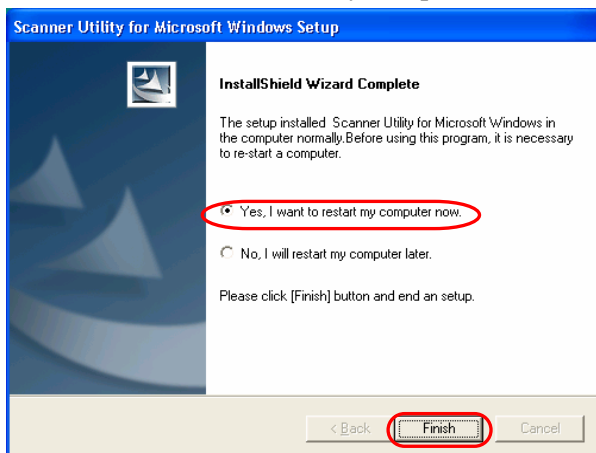 Scanner Utility for Microsoft Windows Setup
InstallShield Wizard Complete
The setup installed  Scanner Utility for Microsoft Windows in
the computer normally.Before using this program, it is necessary
to re-start a computer.
Yes, I want to restart my computer now.
No, I will restart my computer later.
Please click [Finish] button and end an setup.
< Back
Finish
Cancel